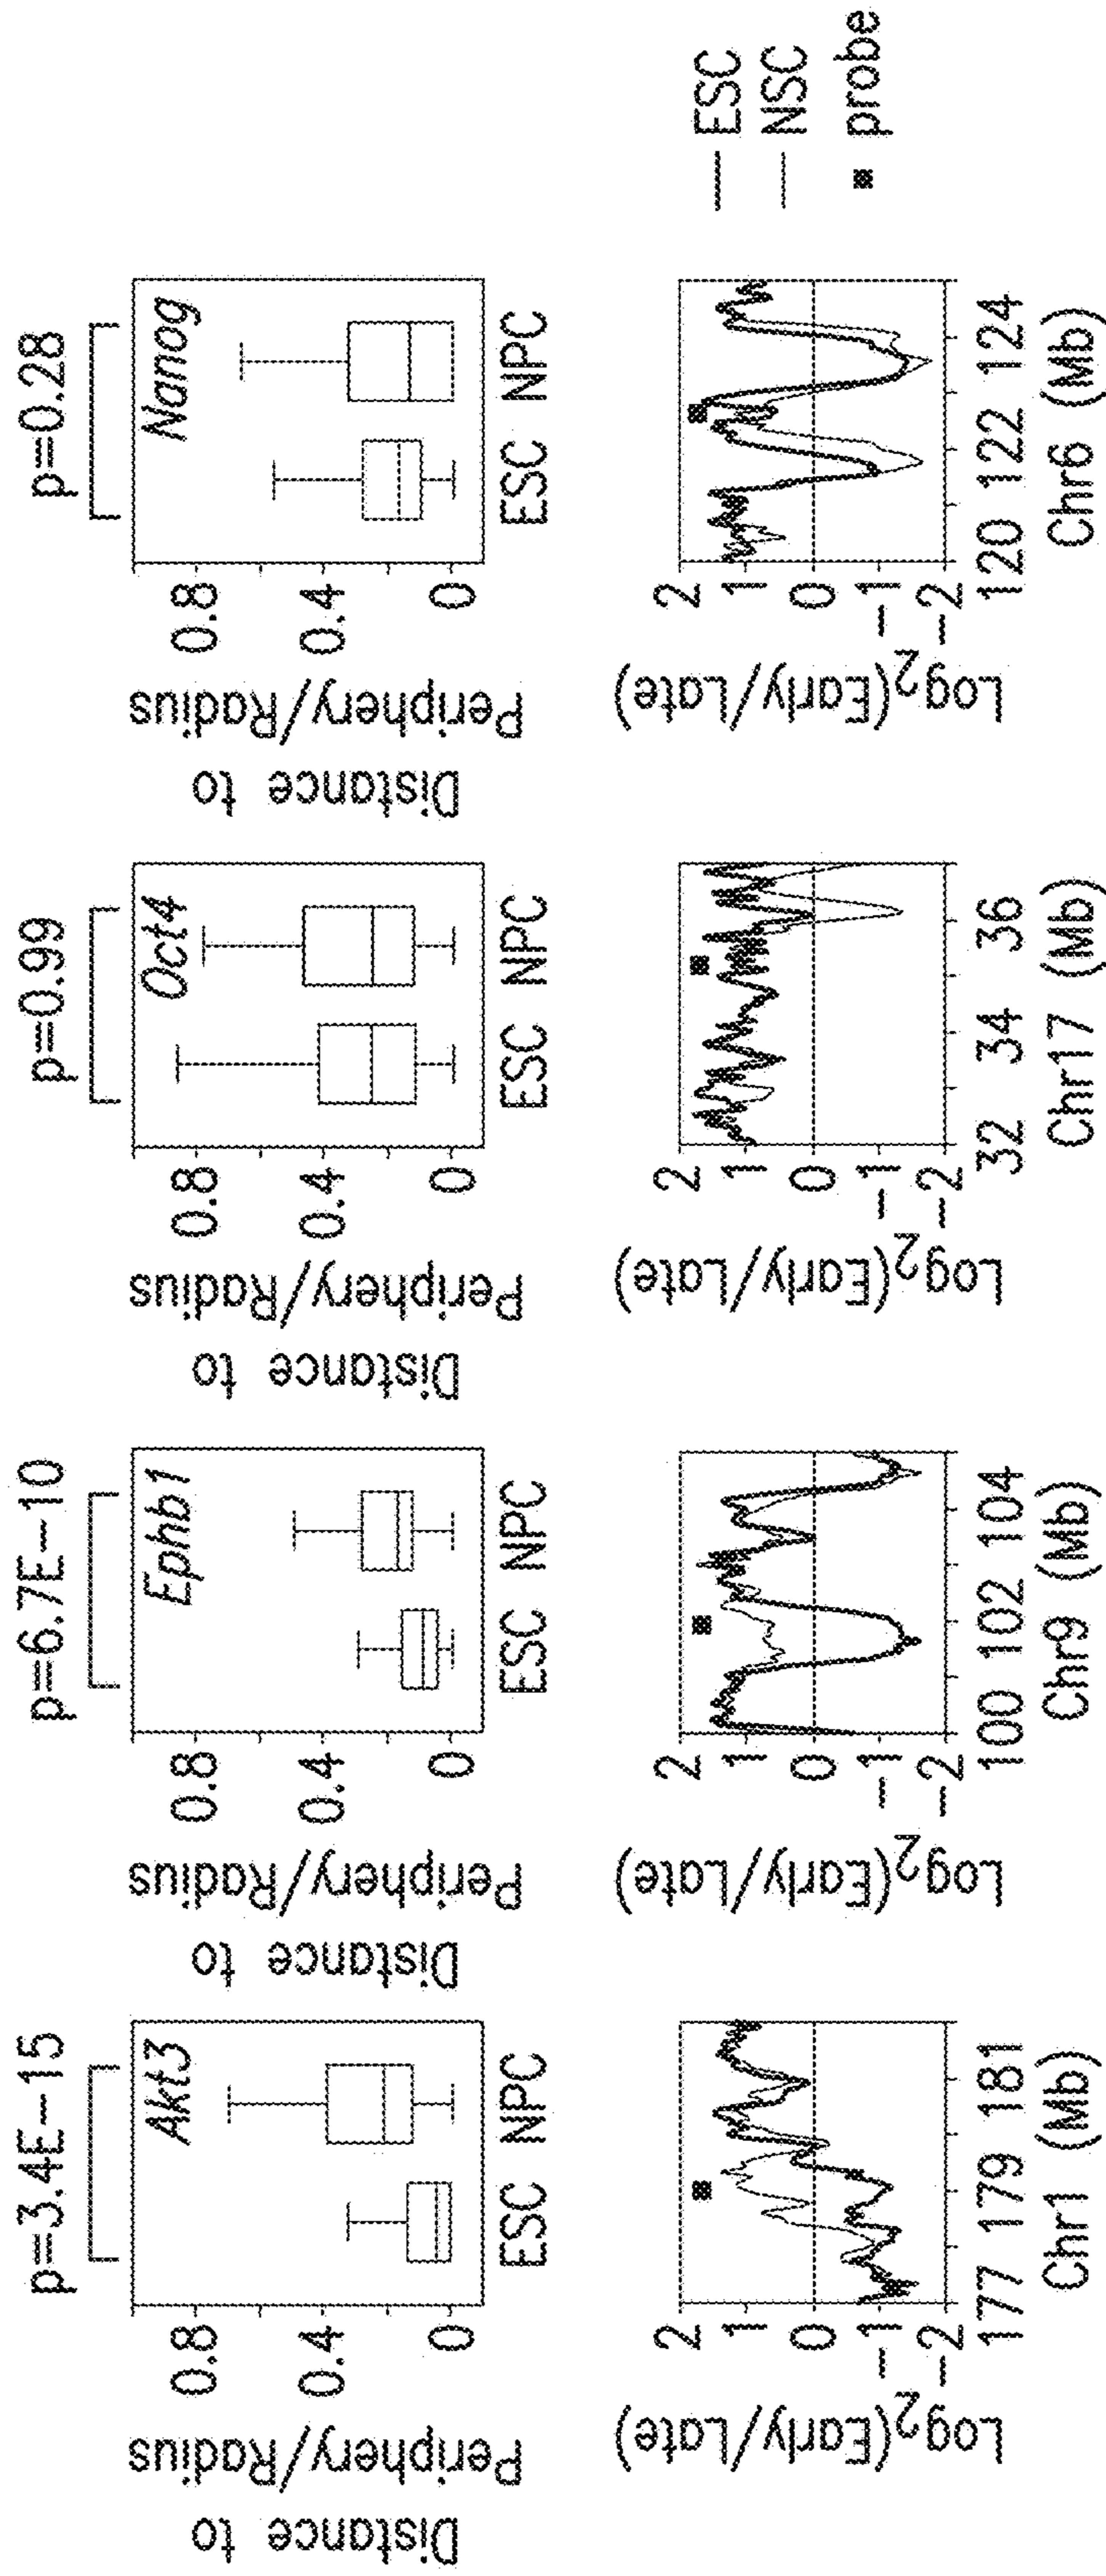 p=3.4E-15
Akt3
0.8
0.4
0
Distance to
Periphery/Radius
ESC NPC
p=6.7E-10
Ephb1
0.8
0.4
0
Distance to
Periphery/Radius
ESC NPC
p=0.99
Oct4
0.8
0.4
0
Distance to
Periphery/Radius
ESC NPC
p=0.28
Nanog
0.8
0.4
0
Distance to
Periphery/Radius
ESC NPC
2
1
0
-1
-2
Log2(Early/Late)
177 179 181
Chr1 (Mb)
2
1
0
-1
-2
Log2(Early/Late)
100 102 104
Chr9 (Mb)
2
1
0
-1
-2
Log2(Early/Late)
32 34 36
Chr17 (Mb)
2
1
0
-1
-2
Log2(Early/Late)
120 122 124
Chr6 (Mb)
ESC
NSC
probe